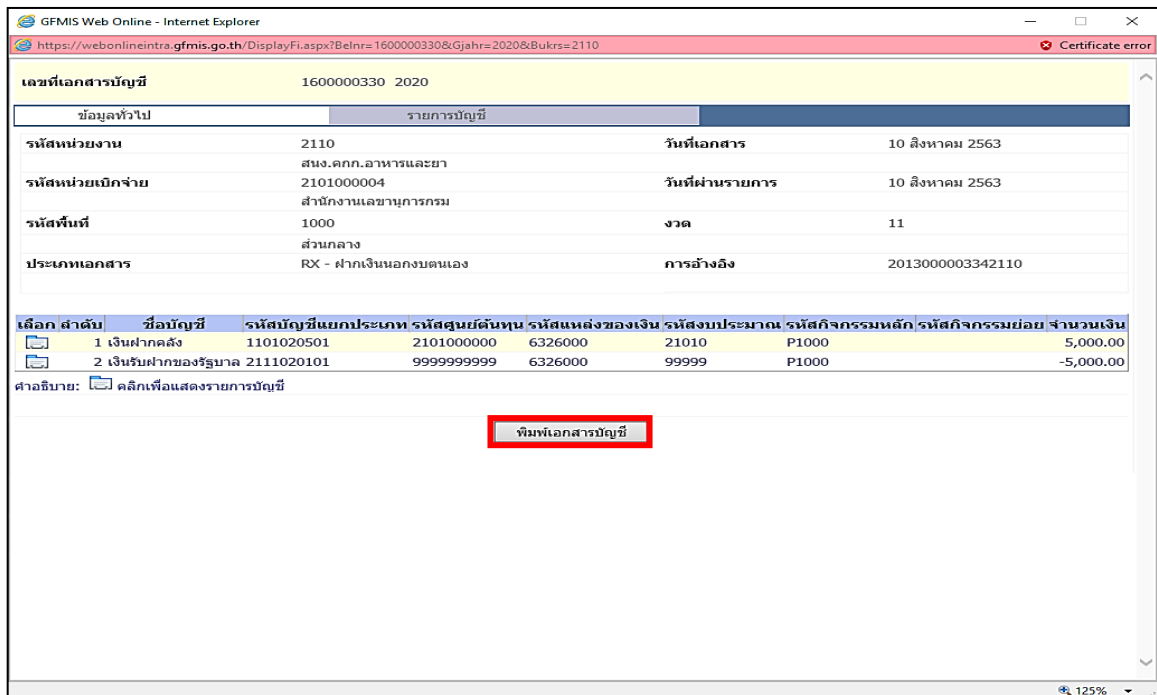 GFMIS Web Online - Internet Explorer
https://webonlineintra.gfmis.go.th/DisplayFi.aspx?Belnr=1600000330&Gjahr=2020&Bukrs=2110 Certificate error
เลขที่เอกสารบัญชี 1600000330 2020
ข้อมูลทั่วไป รายการบัญชี
รหัสหน่วยงาน 2110 วันที่เอกสาร 10 สิงหาคม 2563
สนง.คกก.อาหารและยา
รหัสหน่วยเบิกจ่าย 2101000004 วันที่ผ่านรายการ 10 สิงหาคม 2563
สำนักงานเลขานุการกรม
รหัสพื้นที่ 1000 งวด 11
ส่วนกลาง
ประเภทเอกสาร RX - ฝากเงินนอกงบตนเอง การอ้างอิง 2013000003342110
เลือก ลำดับ ชื่อบัญชี รหัสบัญชีแยกประเภท รหัสศูนย์ต้นทุน รหัสแหล่งของเงิน รหัสงบประมาณ รหัสกิจกรรมหลัก รหัสกิจกรรมย่อย จำนวนเงิน
1 เงินฝากคลัง 1101020501 2101000000 6326000 21010 P1000 5,000.00
2 เงินรับฝากของรัฐบาล 2111020101 9999999999 6326000 99999 P1000 -5,000.00
คำอธิบาย: คลิกเพื่อแสดงรายการบัญชี
พิมพ์เอกสารบัญชี
125%